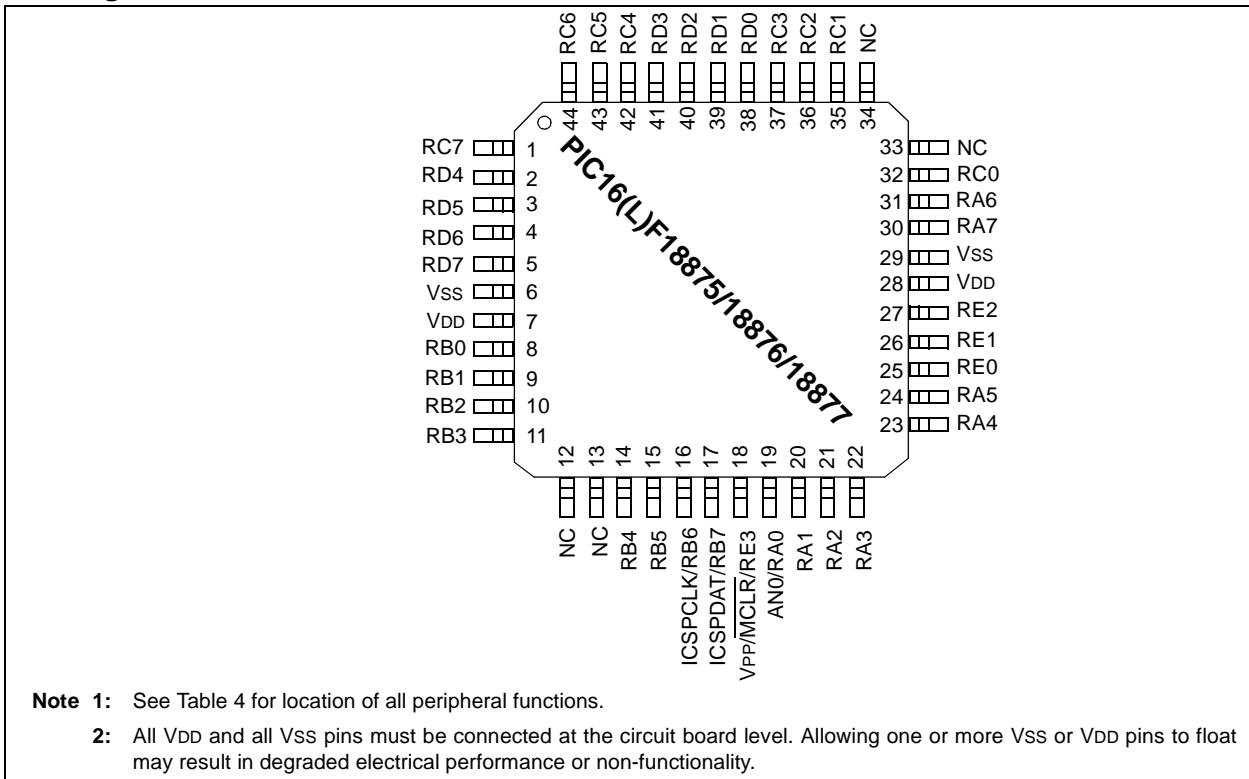 RC6
RC5
RC4
RD3
RD2
RD1
RD0
RC3
RC2
RC1
NC
44
43
42
41
40
39
38
37
36
35
34
RC7 1
RD4 2
RD5 3
RD6 4
RD7 5
VSS 6
VDD 7
RB0 8
RB1 9
RB2 10
RB3 11
PIC16(L)F18875/18876/18877
33 NC
32 RC0
31 RA6
30 RA7
29 VSS
28 VDD
27 RE2
26 RE1
25 RE0
24 RA5
23 RA4
12
13
14
15
16
17
18
19
20
21
22
NC
NC
RB4
RB5
ICSPCLK/RB6
ICSPDAT/RB7
VPP/MCLR/RE3
AN0/RA0
RA1
RA2
RA3
Note 1: See Table 4 for location of all peripheral functions.
2: All VDD and all VSS pins must be connected at the circuit board level. Allowing one or more VSS or VDD pins to float
may result in degraded electrical performance or non-functionality.